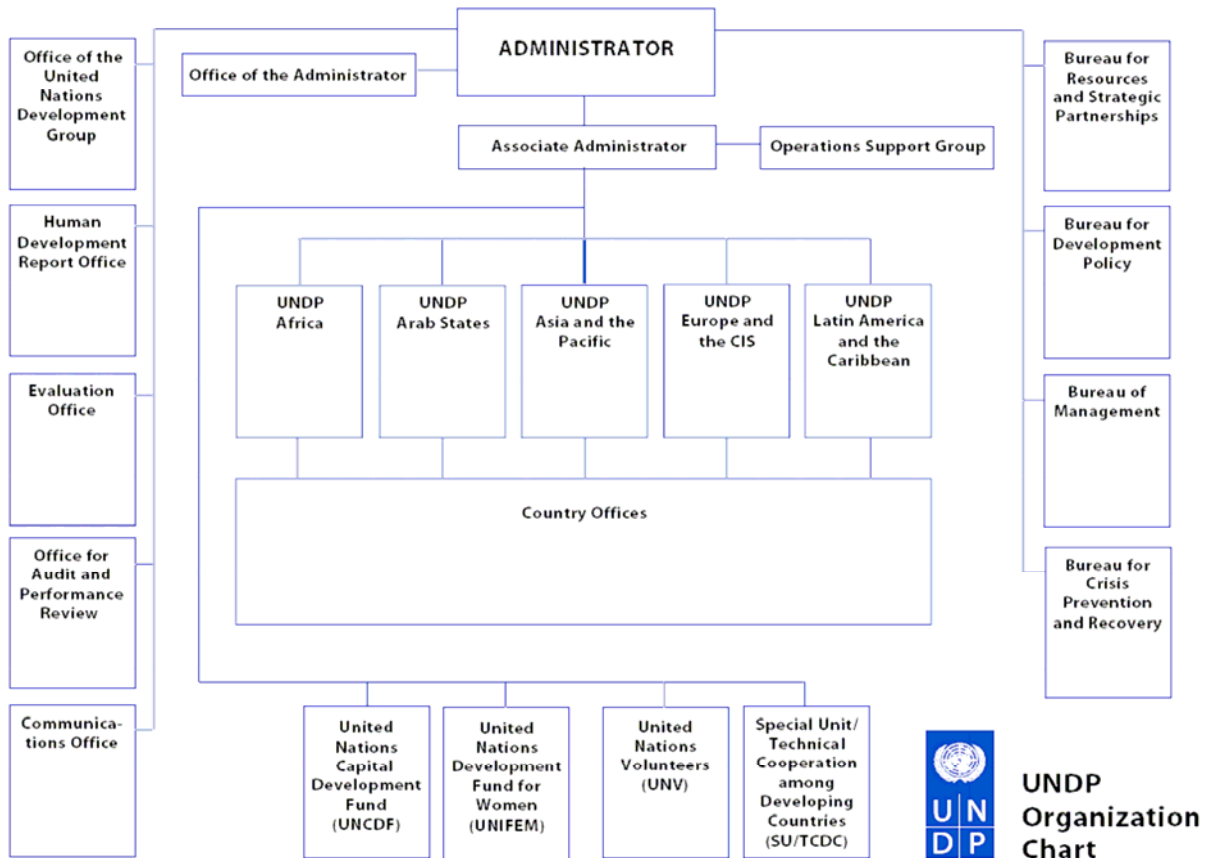 ADMINISTRATOR
Office of the Administrator
Associate Administrator
Operations Support Group
Office of the
United
Nations
Development
Group
Human
Development
Report Office
Evaluation
Office
Office for
Audit and
Performance
Review
Communica-
tions Office
UNDP
Africa
UNDP
Arab States
UNDP
Asia and the
Pacific
UNDP
Europe and
the CIS
UNDP
Latin America
and the
Caribbean
Country Offices
Bureau for
Resources
and Strategic
Partnerships
Bureau for
Development
Policy
Bureau of
Management
Bureau for
Crisis
Prevention
and Recovery
United
Nations
Capital
Development
Fund
(UNCDF)
United
Nations
Development
Fund for
Women
(UNIFEM)
United
Nations
Volunteers
(UNV)
Special Unit/
Technical
Cooperation
among
Developing
Countries
(SU/TCDC)
U N
D P
UNDP
Organization
Chart